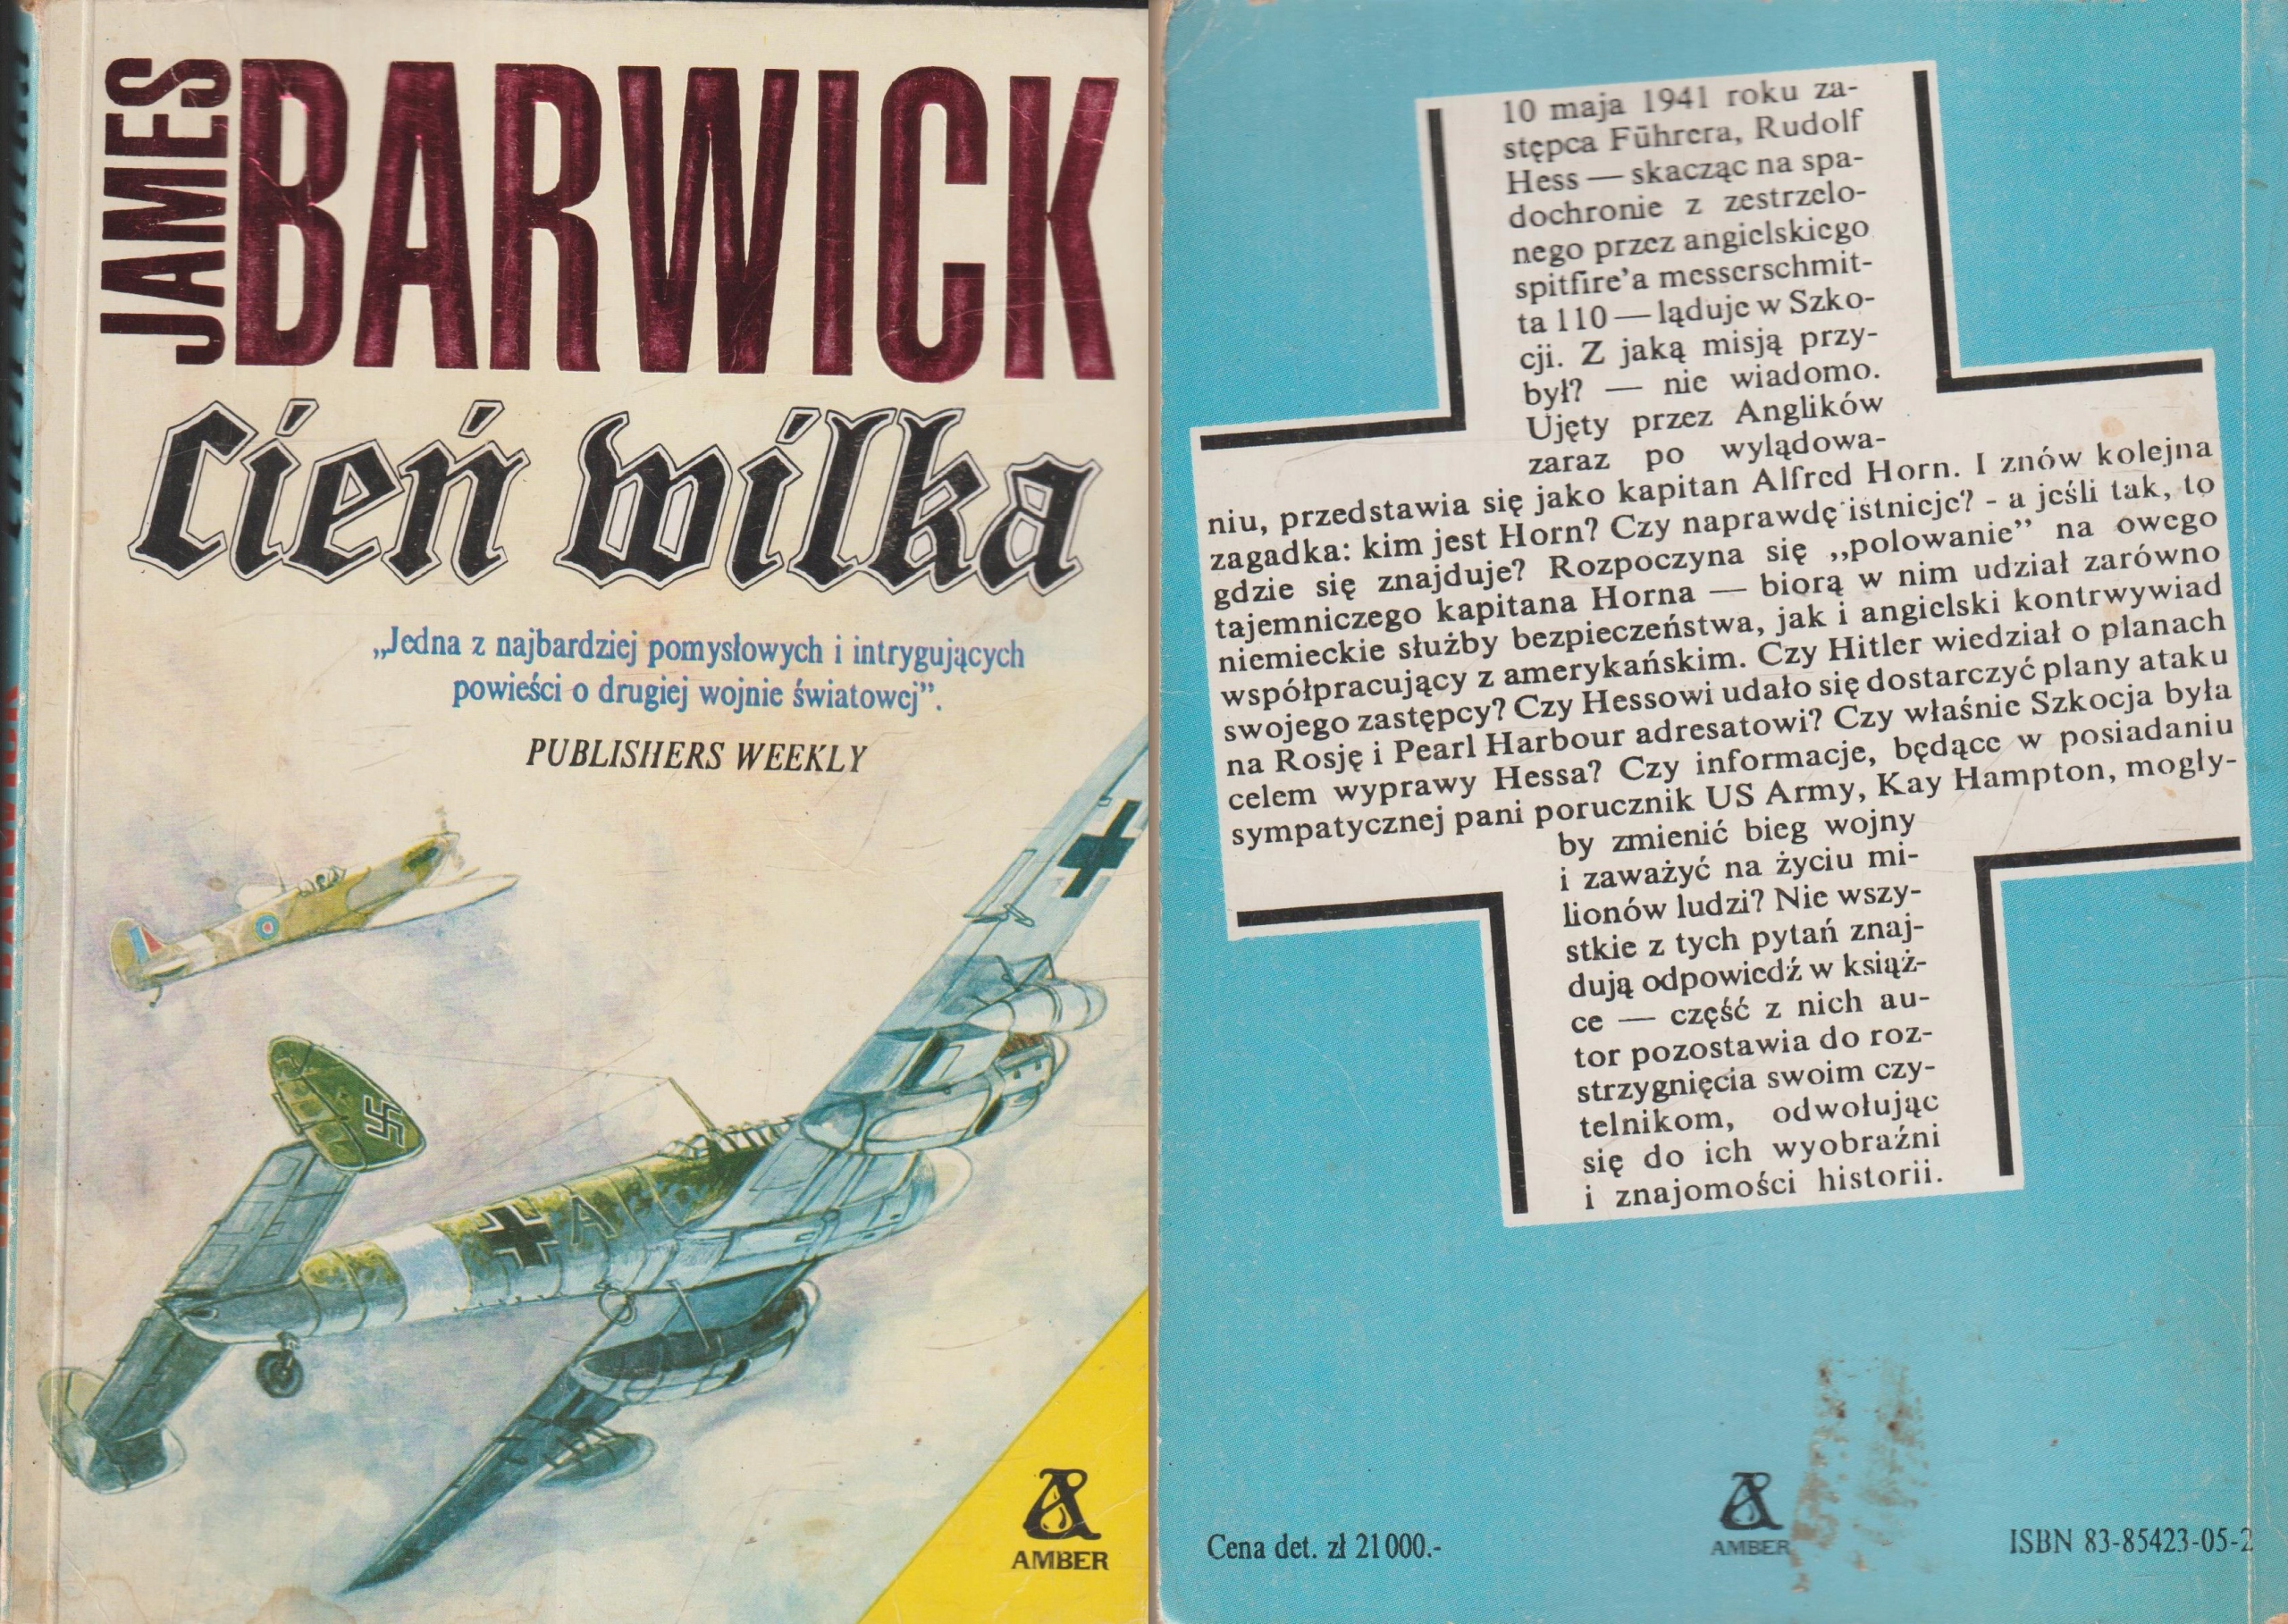 JAMES
BARWICK
Cień wilka
„Jedna z najbardziej pomysłowych i intrygujących
powieści o drugiej wojnie światowej”.
PUBLISHERS WEEKLY
A
AMBER
10 maja 1941 roku za-
stępca Führera, Rudolf
Hess — skacząc na spa-
dochronie z zestrzelo-
nego przez angielskiego
spitfire'a messerschmit-
ta 110 — ląduje w Szko-
cji. Z jaką misją przy-
był? — nie wiadomo.
Ujęty przez Anglików
zaraz po wylądowa-
niu, przedstawia się jako kapitan Alfred Horn. I znów kolejna
zagadka: kim jest Horn? Czy naprawdę istnieje? - a jeśli tak, to
gdzie się znajduje? Rozpoczyna się „polowanie” na owego
tajemniczego kapitana Horna — biorą w nim udział zarówno
niemieckie służby bezpieczeństwa, jak i angielski kontrwywiad
współpracujący z amerykańskim. Czy Hitler wiedział o planach
swojego zastępcy? Czy Hessowi udało się dostarczyć plany ataku
na Rosję i Pearl Harbour adresatowi? Czy właśnie Szkocja była
celem wyprawy Hessa? Czy informacje, będące w posiadaniu
sympatycznej pani porucznik US Army, Kay Hampton, mogły-
by zmienić bieg wojny
i zaważyć na życiu mi-
lionów ludzi? Nie wszy-
stkie z tych pytań znaj-
dują odpowiedź w książ-
ce — część z nich au-
tor pozostawia do roz-
strzygnięcia swoim czy-
telnikom, odwołując
się do ich wyobraźni
i znajomości historii.
Cena det. zł 21000.-
AMBER
ISBN 83-85423-05-2